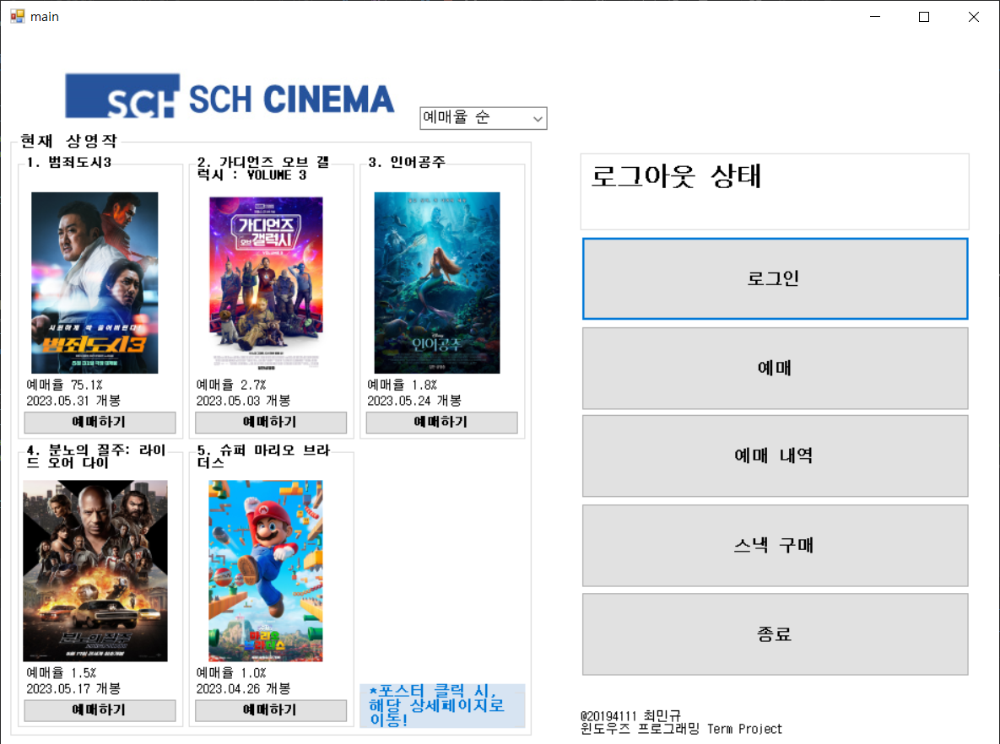 main
SCH SCH CINEMA
예매율 순
현재 상영작
1. 범죄도시3
2. 가디언즈 오브 갤
럭시 : VOLUME 3
3. 인어공주
범죄도시3
가디언즈
오브
갤럭시
VOLUME 3
Disney
인어공주
예매율 75.1%
2023.05.31 개봉
예매하기
예매율 2.7%
2023.05.03 개봉
예매하기
예매율 1.8%
2023.05.24 개봉
예매하기
4. 분노의 질주: 라이
드 오어 다이
5. 슈퍼 마리오 브라
더스
분노의 질주
예매율 1.5%
2023.05.17 개봉
예매하기
예매율 1.0%
2023.04.26 개봉
예매하기
*포스터 클릭 시,
해당 상세페이지로
이동!
로그아웃 상태
로그인
예매
예매 내역
스낵 구매
종료
@20194111 최민규
윈도우즈 프로그래밍 Term Project